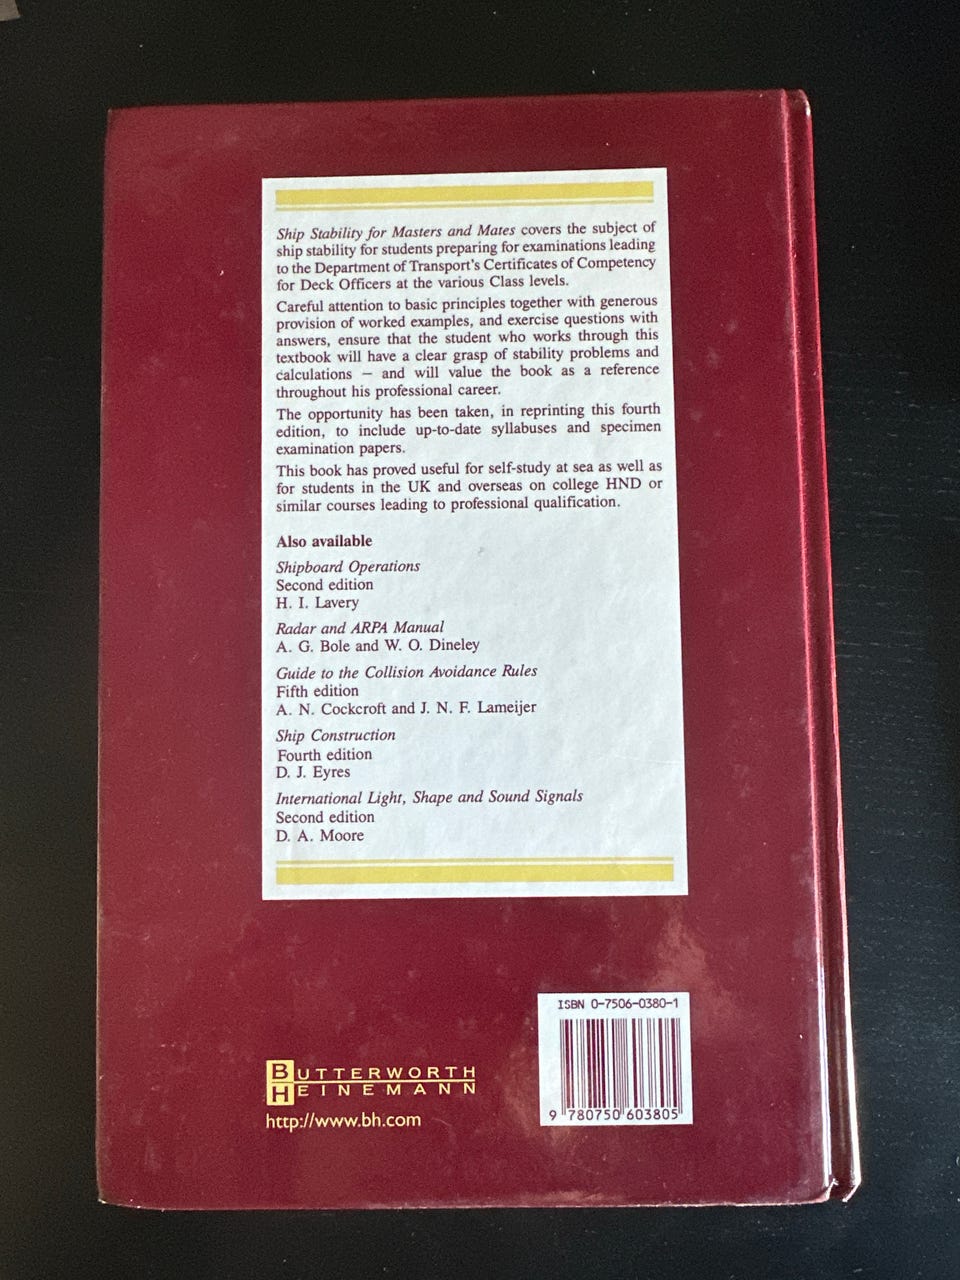 Ship Stability for Masters and Mates covers the subject of
ship stability for students preparing for examinations leading
to the Department of Transport's Certificates of Competency
for Deck Officers at the various Class levels.
Careful attention to basic principles together with generous
provision of worked examples, and exercise questions with
answers, ensure that the student who works through this
textbook will have a clear grasp of stability problems and
calculations — and will value the book as a reference
throughout his professional career.
The opportunity has been taken, in reprinting this fourth
edition, to include up-to-date syllabuses and specimen
examination papers.
This book has proved useful for self-study at sea as well as
for students in the UK and overseas on college HND or
similar courses leading to professional qualification.
Also available
Shipboard Operations
Second edition
H. I. Lavery
Radar and ARPA Manual
A. G. Bole and W. O. Dineley
Guide to the Collision Avoidance Rules
Fifth edition
A. N. Cockcroft and J. N. F. Lameijer
Ship Construction
Fourth edition
D. J. Eyres
International Light, Shape and Sound Signals
Second edition
D. A. Moore
ISBN 0-7506-0380-1
9 780750 603805
BUTTERWORTH
HEINEMANN
http://www.bh.com